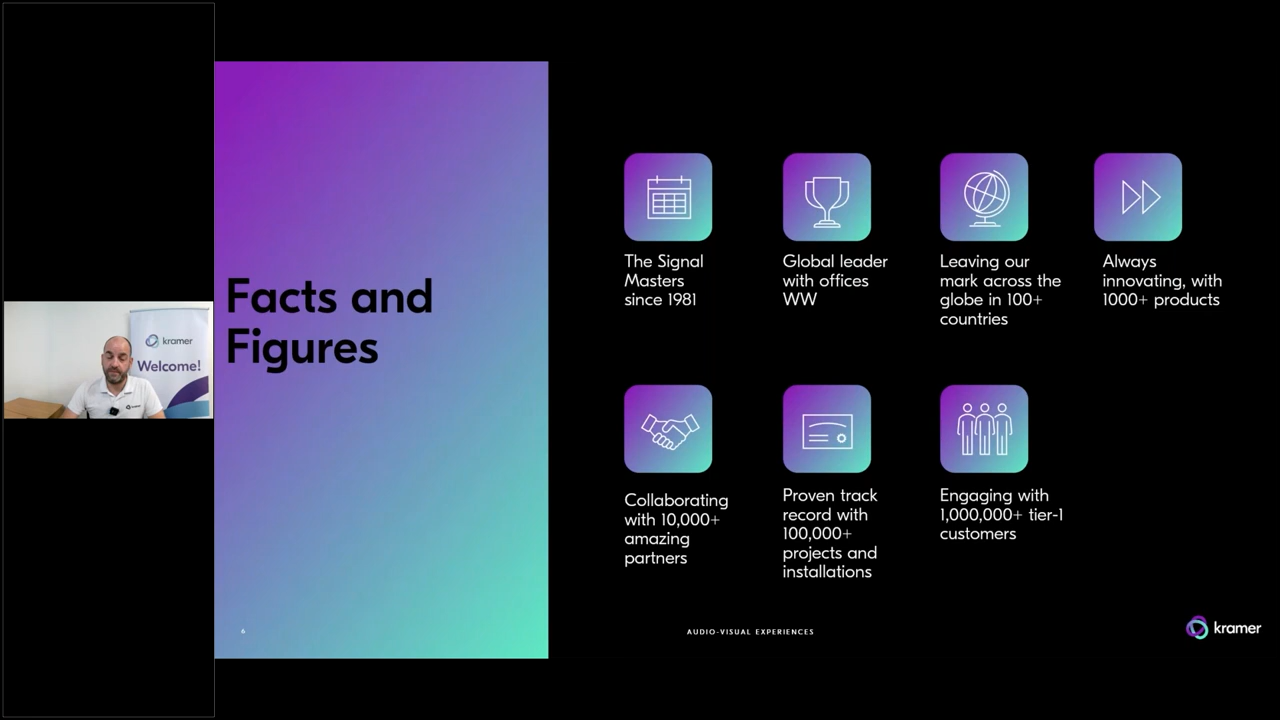 kramer
Welcome!
Facts and
Figures
The Signal
Masters
since 1981
Global leader
with offices
WW
Leaving our
mark across the
globe in 100+
countries
Always
innovating, with
1000+ products
Collaborating
with 10,000+
amazing
partners
Proven track
record with
100,000+
projects and
installations
Engaging with
1,000,000+ tier-1
customers
6
AUDIO-VISUAL EXPERIENCES
kramer